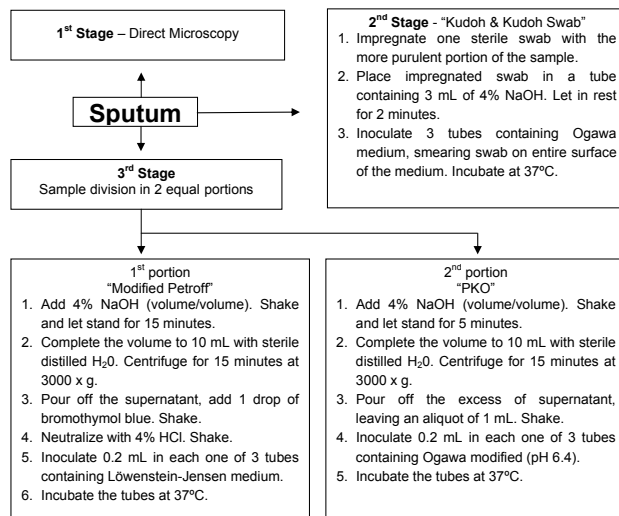 1st Stage – Direct Microscopy
2nd Stage - “Kudoh & Kudoh Swab”
1. Impregnate one sterile swab with the
more purulent portion of the sample.
2. Place impregnated swab in a tube
containing 3 mL of 4% NaOH. Let in rest
for 2 minutes.
3. Inoculate 3 tubes containing Ogawa
medium, smearing swab on entire surface
of the medium. Incubate at 37ºC.
Sputum
3rd Stage
Sample division in 2 equal portions
1st portion
“Modified Petroff”
1. Add 4% NaOH (volume/volume). Shake
and let stand for 15 minutes.
2. Complete the volume to 10 mL with sterile
distilled H20. Centrifuge for 15 minutes at
3000 x g.
3. Pour off the supernatant, add 1 drop of
bromothymol blue. Shake.
4. Neutralize with 4% HCl. Shake.
5. Inoculate 0.2 mL in each one of 3 tubes
containing Löwenstein-Jensen medium.
6. Incubate the tubes at 37ºC.
2nd portion
“PKO”
1. Add 4% NaOH (volume/volume). Shake
and let stand for 5 minutes.
2. Complete the volume to 10 mL with sterile
distilled H20. Centrifuge for 15 minutes at
3000 x g.
3. Pour off the excess of supernatant,
leaving an aliquot of 1 mL. Shake.
4. Inoculate 0.2 mL in each one of 3 tubes
containing Ogawa modified (pH 6.4).
5. Incubate the tubes at 37ºC.